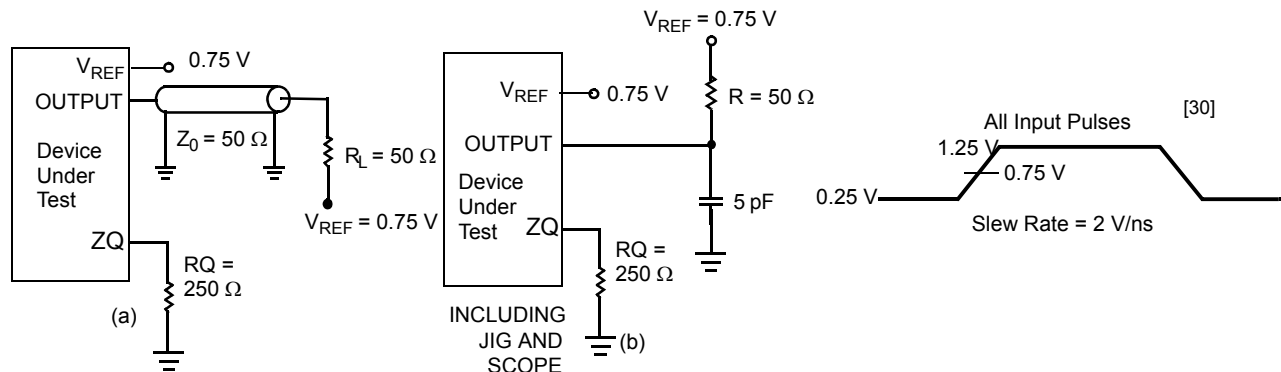 V_REF 0.75 V
OUTPUT
Z_0 = 50 Ω
Device
Under
Test
R_L = 50 Ω
V_REF = 0.75 V
ZQ
RQ =
250 Ω
(a)
V_REF = 0.75 V
V_REF 0.75 V
R = 50 Ω
OUTPUT
Device
Under
Test
5 pF
ZQ
RQ =
250 Ω
INCLUDING
JIG AND
SCOPE
(b)
[30]
All Input Pulses
1.25 V
0.75 V
0.25 V
Slew Rate = 2 V/ns